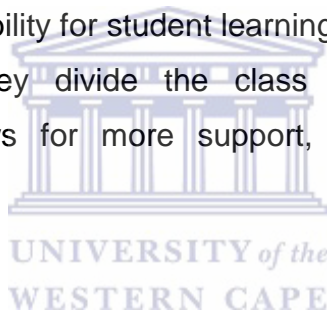 bility for student learning
ey divide the class
s for more support,
UNIVERSITY of the
WESTERN CAPE